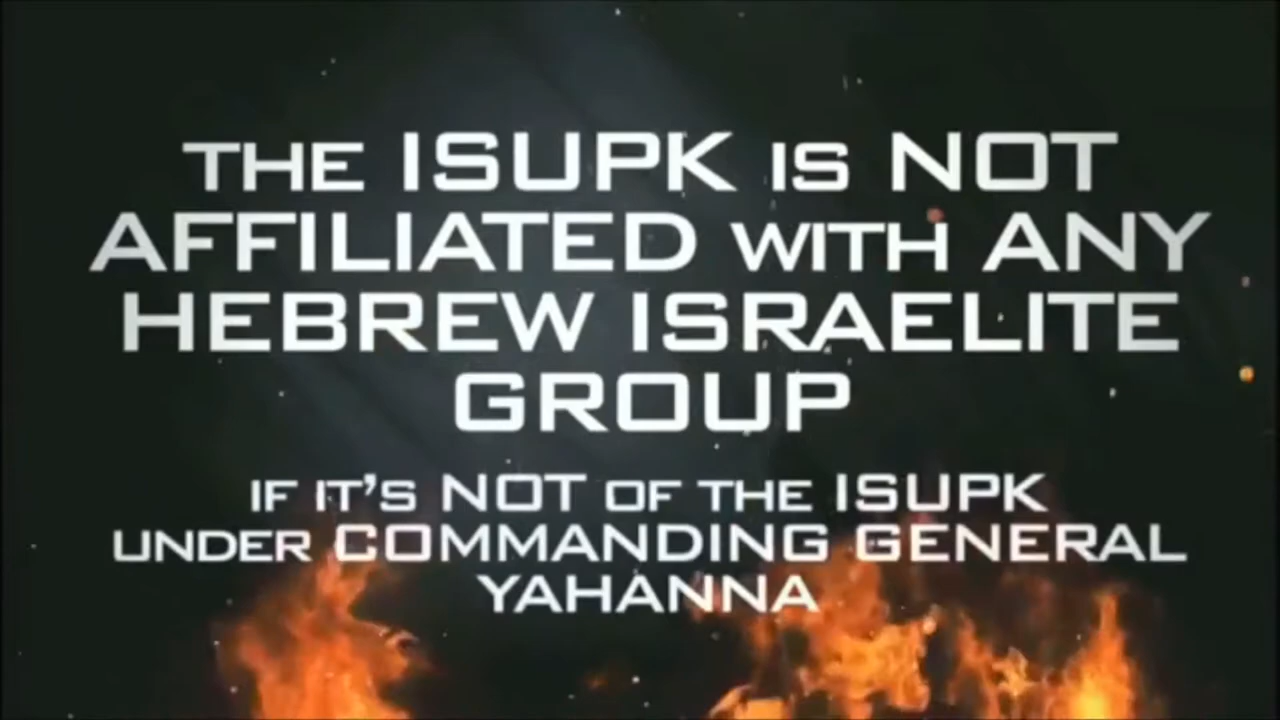 THE ISUPK IS NOT
AFFILIATED WITH ANY
HEBREW ISRAELITE
GROUP
IF IT'S NOT OF THE ISUPK
UNDER COMMANDING GENERAL
YAHANNA